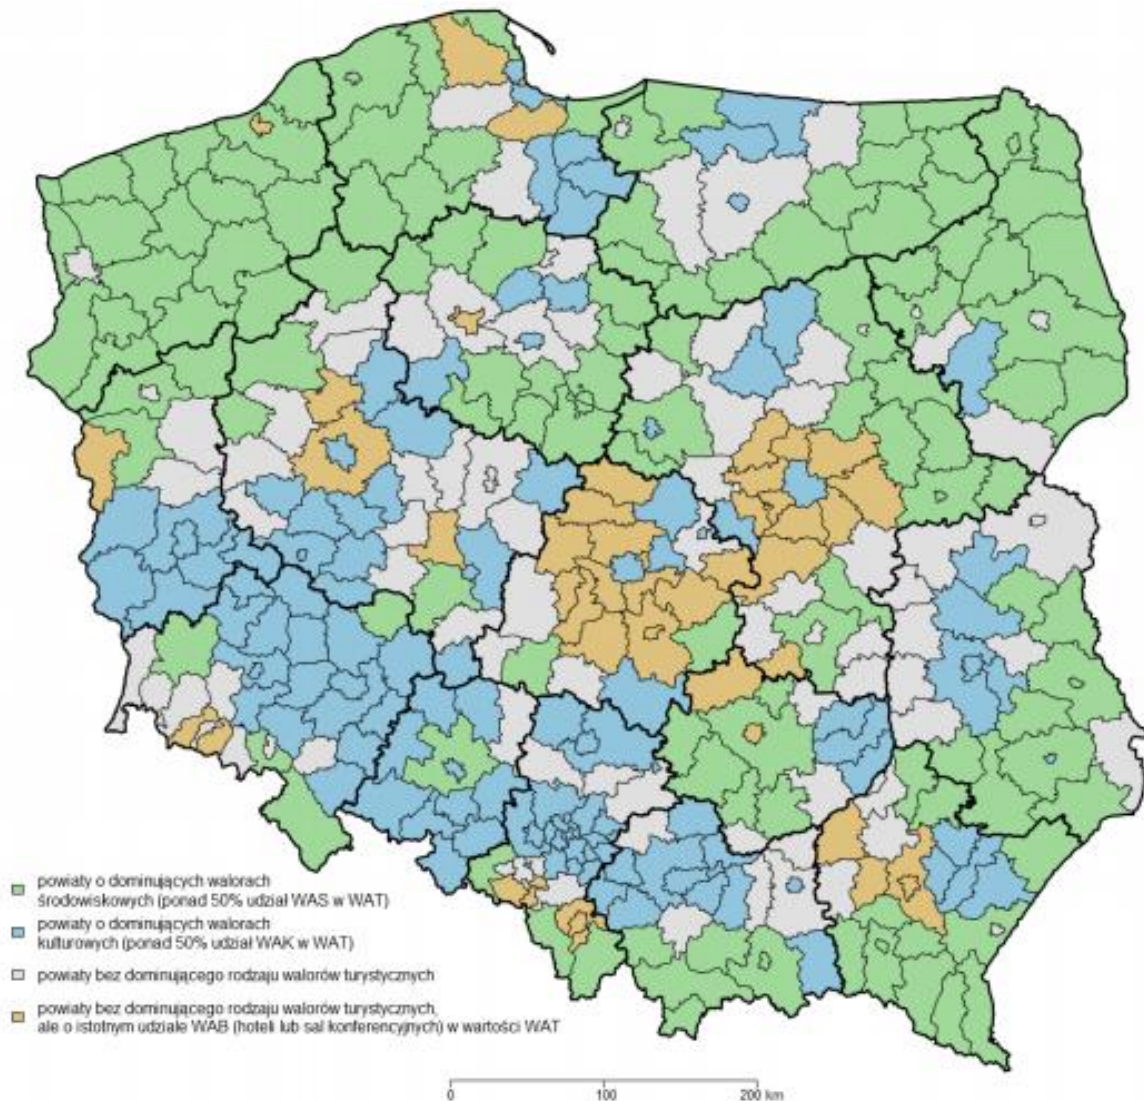 powiaty o dominujących walorach
środowiskowych (ponad 50% udział WAS w WAT)
powiaty o dominujących walorach
kulturowych (ponad 50% udział WAK w WAT)
powiaty bez dominującego rodzaju walorów turystycznych
powiaty bez dominującego rodzaju walorów turystycznych,
ale o istotnym udziale WAB (hoteli lub sal konferencyjnych) w wartości WAT
0 100 200 km